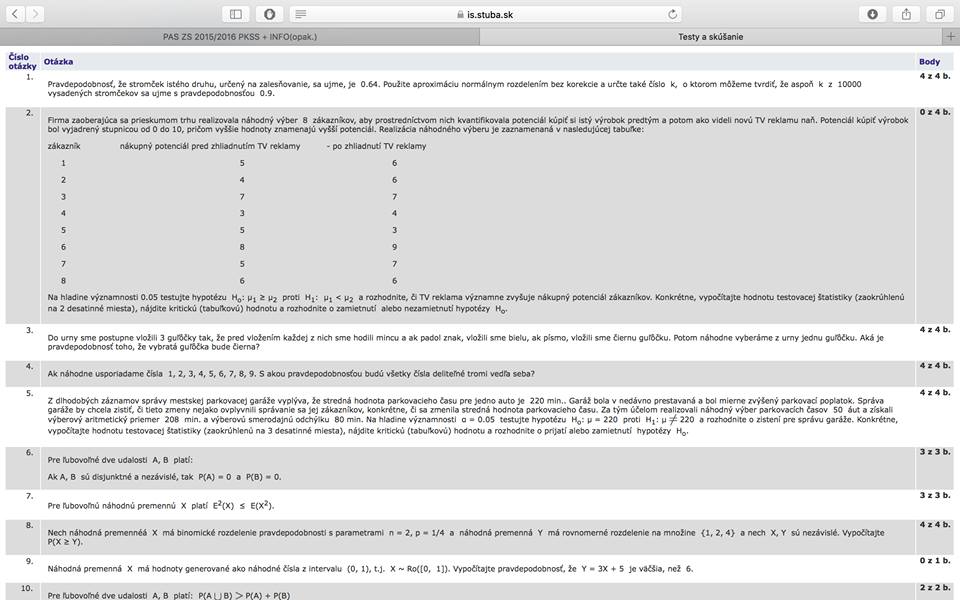 is.stuba.sk
PAS ZS 2015/2016 PKSS + INFO(opak.)
Testy a skúšanie
Číslo otázky Otázka Body
1. 4 z 4 b.
Pravdepodobnosť, že stromček istého druhu, určený na zalesňovanie, sa ujme, je 0.64. Použite aproximáciu normálnym rozdelením bez korekcie a určte také číslo k, o ktorom môžeme tvrdiť, že aspoň k z 10000
vysadených stromčekov sa ujme s pravdepodobnosťou 0.9.
2. 0 z 4 b.
Firma zaoberajúca sa prieskumom trhu realizovala náhodný výber 8 zákazníkov, aby prostredníctvom nich kvantifikovala potenciál kúpiť si istý výrobok predtým a potom ako videli novú TV reklamu naň. Potenciál kúpiť výrobok
bol vyjadrený stupnicou od 0 do 10, pričom vyššie hodnoty znamenajú vyšší potenciál. Realizácia náhodného výberu je zaznamenaná v nasledujúcej tabuľke:
zákazník nákupný potenciál pred zhliadnutím TV reklamy - po zhliadnutí TV reklamy
1 5 6
2 4 6
3 7 7
4 3 4
5 5 3
6 8 9
7 5 7
8 6 6
Na hladine významnosti 0.05 testujte hypotézu Ho: μ1 ≥ μ2 proti H1: μ1 < μ2 a rozhodnite, či TV reklama významne zvyšuje nákupný potenciál zákazníkov. Konkrétne, vypočítajte hodnotu testovacej štatistiky (zaokrúhlenú
na 2 desatinné miesta), nájdite kritickú (tabuľkovú) hodnotu a rozhodnite o zamietnutí alebo nezamietnutí hypotézy Ho.
3. 4 z 4 b.
Do urny sme postupne vložili 3 guľôčky tak, že pred vložením každej z nich sme hodili mincu a ak padol znak, vložili sme bielu, ak písmo, vložili sme čiernu guľôčku. Potom náhodne vyberáme z urny jednu guľôčku. Aká je
pravdepodobnosť toho, že vybratá guľôčka bude čierna?
4. 4 z 4 b.
Ak náhodne usporiadame čísla 1, 2, 3, 4, 5, 6, 7, 8, 9. S akou pravdepodobnosťou budú všetky čísla deliteľné tromi vedľa seba?
5. 4 z 4 b.
Z dlhodobých záznamov správy mestskej parkovacej garáže vyplýva, že stredná hodnota parkovacieho času pre jedno auto je 220 min.. Garáž bola v nedávno prestavaná a bol mierne zvýšený parkovací poplatok. Správa
garáže by chcela zistiť, či tieto zmeny nejako ovplyvnili správanie sa jej zákazníkov, konkrétne, či sa zmenila stredná hodnota parkovacieho času. Za tým účelom realizovali náhodný výber parkovacích časov 50 áut a získali
výberový aritmetický priemer 208 min. a výberovú smerodajnú odchýlku 80 min. Na hladine významnosti α = 0.05 testujte hypotézu Ho: μ = 220 proti H1: μ ≠ 220 a rozhodnite o zistení pre správu garáže. Konkrétne,
vypočítajte hodnotu testovacej štatistiky (zaokrúhlenú na 3 desatinné miesta), nájdite kritickú (tabuľkovú) hodnotu a rozhodnite o prijatí alebo zamietnutí hypotézy Ho.
6. 3 z 3 b.
Pre ľubovoľné dve udalosti A, B platí:
Ak A, B sú disjunktné a nezávislé, tak P(A) = 0 a P(B) = 0.
7. 3 z 3 b.
Pre ľubovoľnú náhodnú premennú X platí E²(X) ≤ E(X²).
8. 4 z 4 b.
Nech náhodná premenneá X má binomické rozdelenie pravdepodobnosti s parametrami n = 2, p = 1/4 a náhodná premenná Y má rovnomerné rozdelenie na množine {1, 2, 4} a nech X, Y sú nezávislé. Vypočítajte
P(X ≥ Y).
9. 0 z 1 b.
Náhodná premenná X má hodnoty generované ako náhodné čísla z intervalu (0, 1), t.j. X ~ Ro([0, 1]). Vypočítajte pravdepodobnosť, že Y = 3X + 5 je väčšia, než 6.
10. 2 z 2 b.
Pre ľubovoľné dve udalosti A, B platí: P(A ⋃ B) > P(A) + P(B)